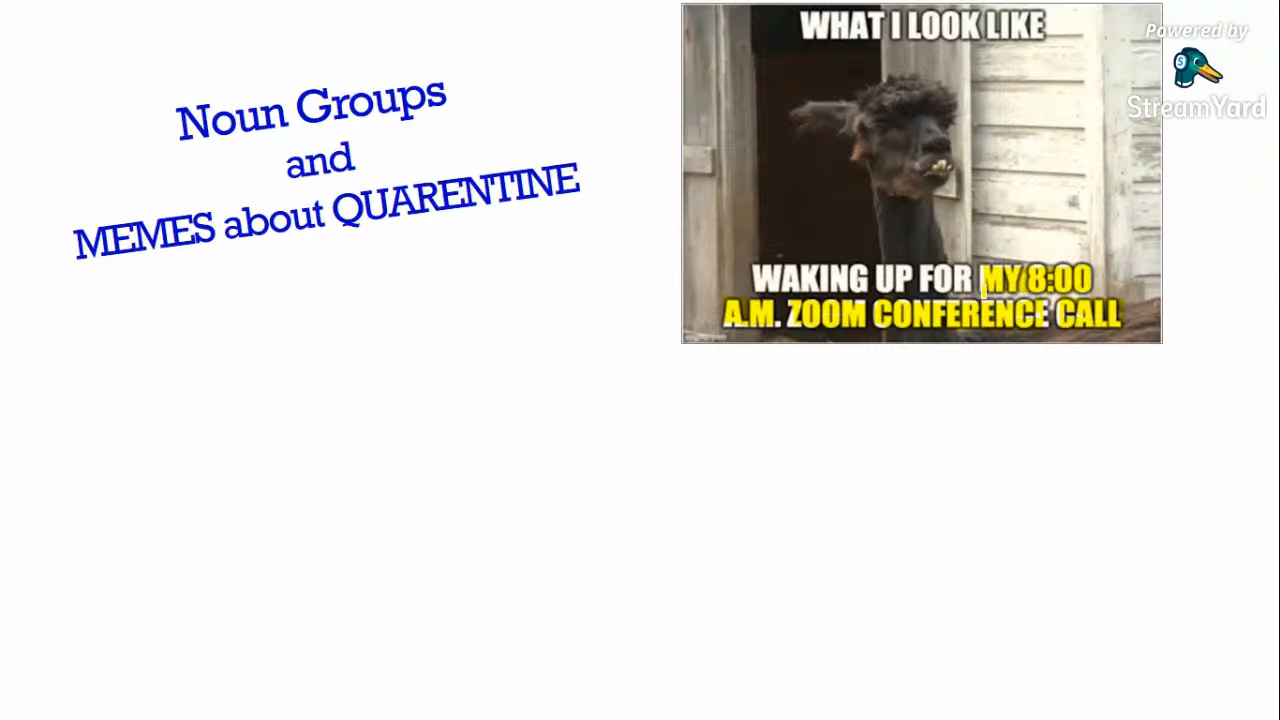 Noun Groups
and
MEMES about QUARENTINE
WHAT I LOOK LIKE
WAKING UP FOR MY 8:00
A.M. ZOOM CONFERENCE CALL
Powered by
StreamYard